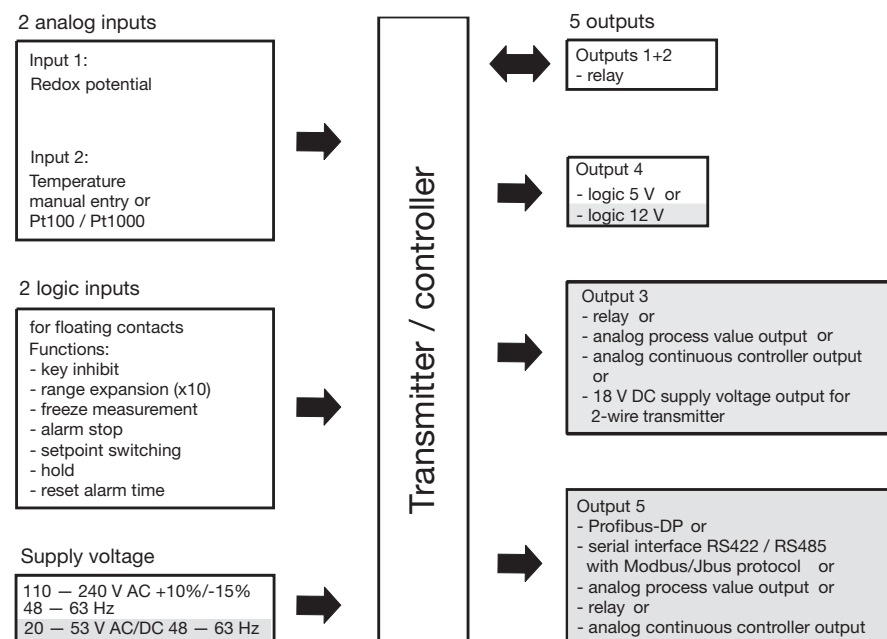 2 analog inputs
Input 1:
Redox potential
Input 2:
Temperature
manual entry or
Pt100 / Pt1000
2 logic inputs
for floating contacts
Functions:
- key inhibit
- range expansion (x10)
- freeze measurement
- alarm stop
- setpoint switching
- hold
- reset alarm time
Supply voltage
110 — 240 V AC +10%/-15%
48 — 63 Hz
20 — 53 V AC/DC 48 — 63 Hz
Transmitter / controller
5 outputs
Outputs 1+2
- relay
Output 4
- logic 5 V or
- logic 12 V
Output 3
- relay or
- analog process value output or
- analog continuous controller output
or
- 18 V DC supply voltage output for
2-wire transmitter
Output 5
- Profibus-DP or
- serial interface RS422 / RS485
with Modbus/Jbus protocol or
- analog process value output or
- relay or
- analog continuous controller output